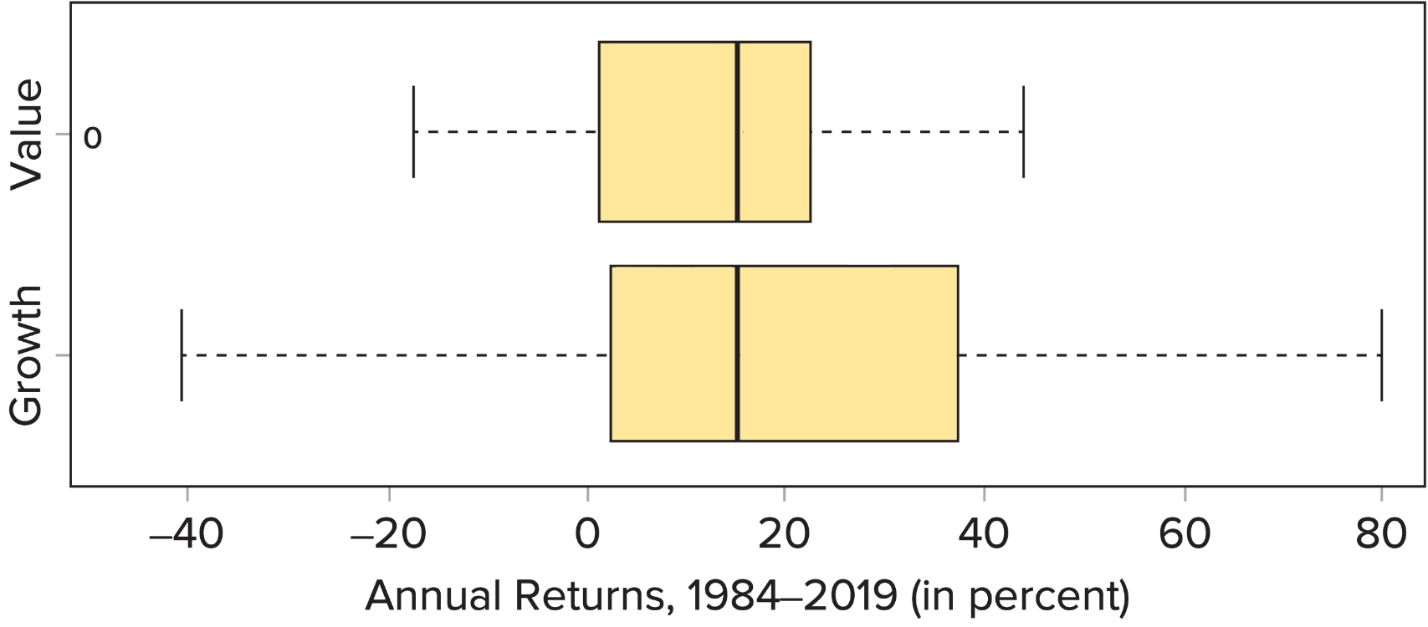 Value
o
Growth
–40 –20 0 20 40 60 80
Annual Returns, 1984–2019 (in percent)